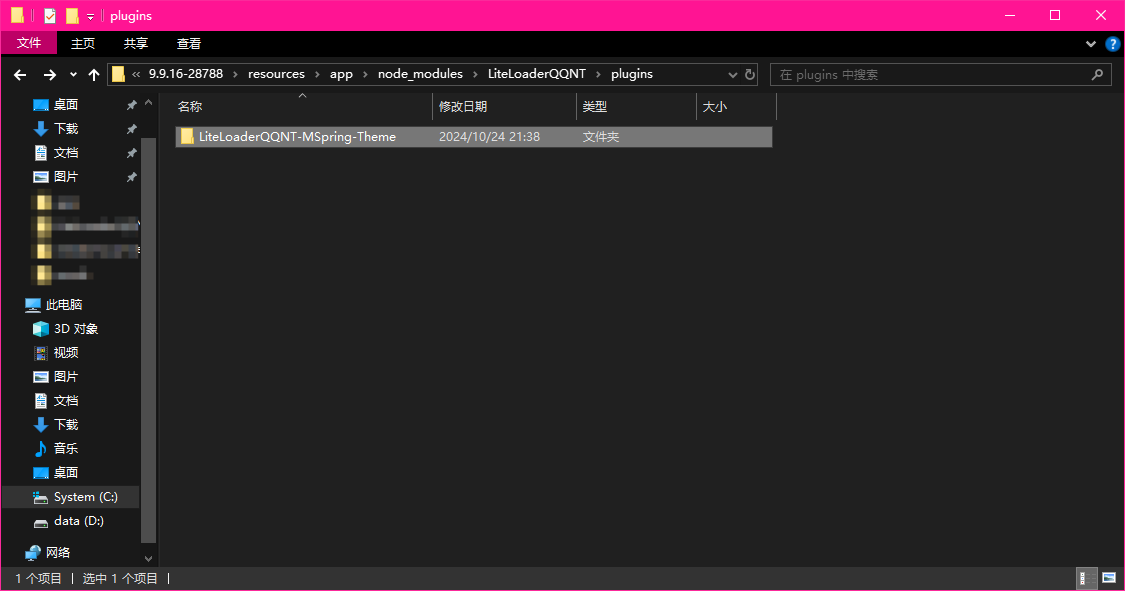 plugins
文件 主页 共享 查看
« 9.9.16-28788 › resources › app › node_modules › LiteLoaderQQNT › plugins
在 plugins 中搜索
名称 修改日期 类型 大小
LiteLoaderQQNT-MSpring-Theme 2024/10/24 21:38 文件夹
桌面
下载
文档
图片
此电脑
3D 对象
视频
图片
文档
下载
音乐
桌面
System (C:)
data (D:)
网络
1 个项目 | 选中 1 个项目 |